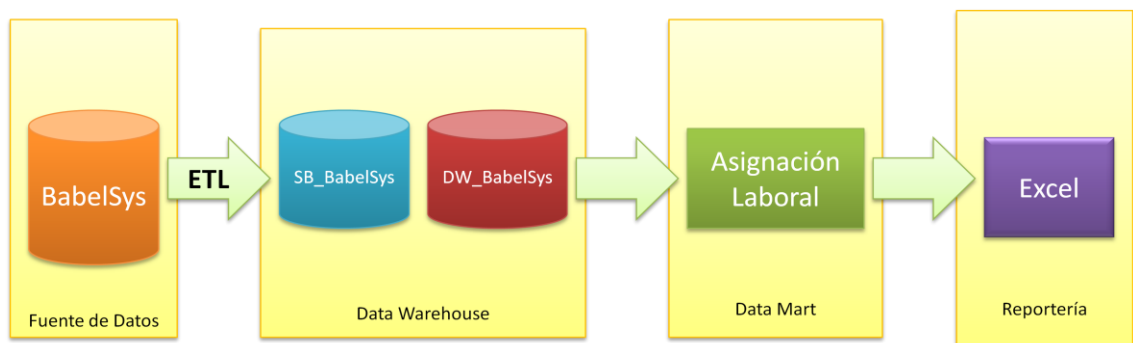 BabelSys
Fuente de Datos
ETL
SB_BabelSys
DW_BabelSys
Data Warehouse
Asignación
Laboral
Data Mart
Excel
Reportería